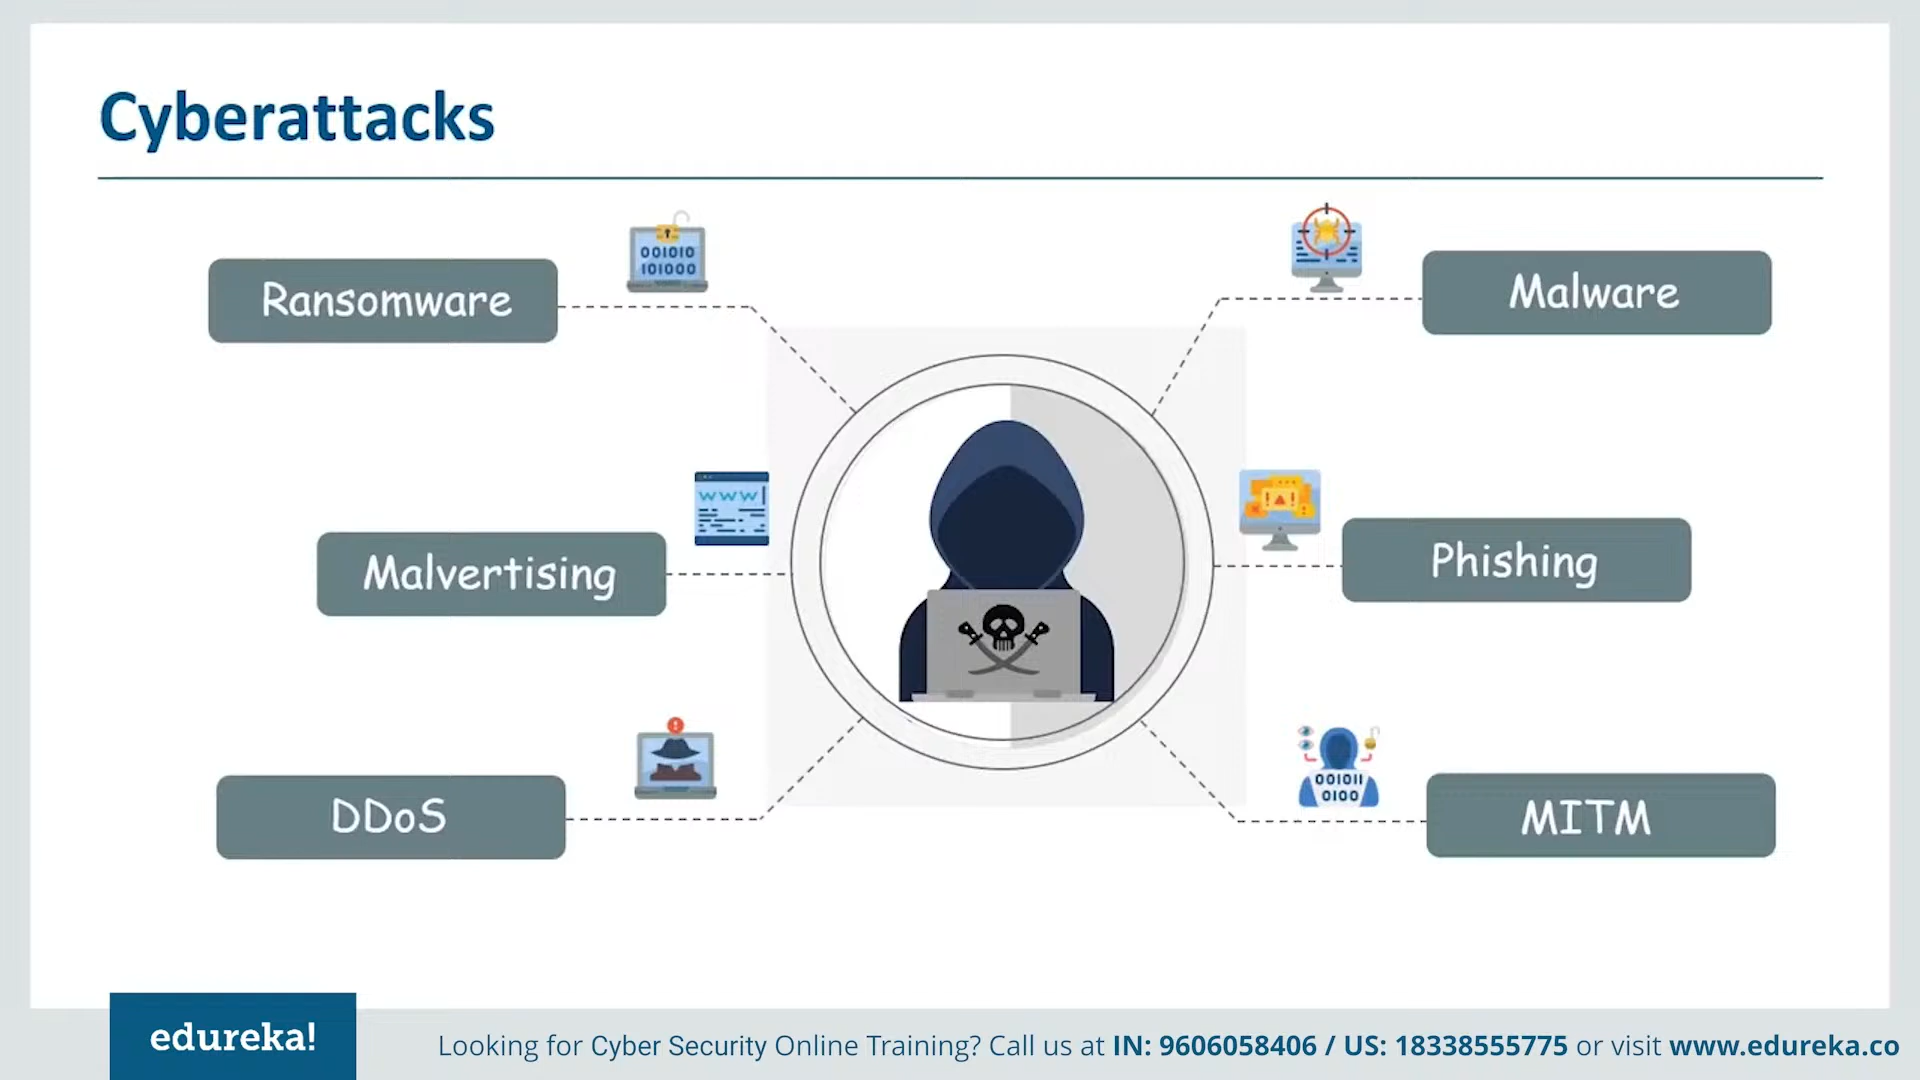 Cyberattacks
001010
101000
Ransomware
Malware
www
Malvertising
Phishing
DDoS
001011
0100
MITM
edureka!
Looking for Cyber Security Online Training? Call us at IN: 9606058406 / US: 18338555775 or visit www.edureka.co